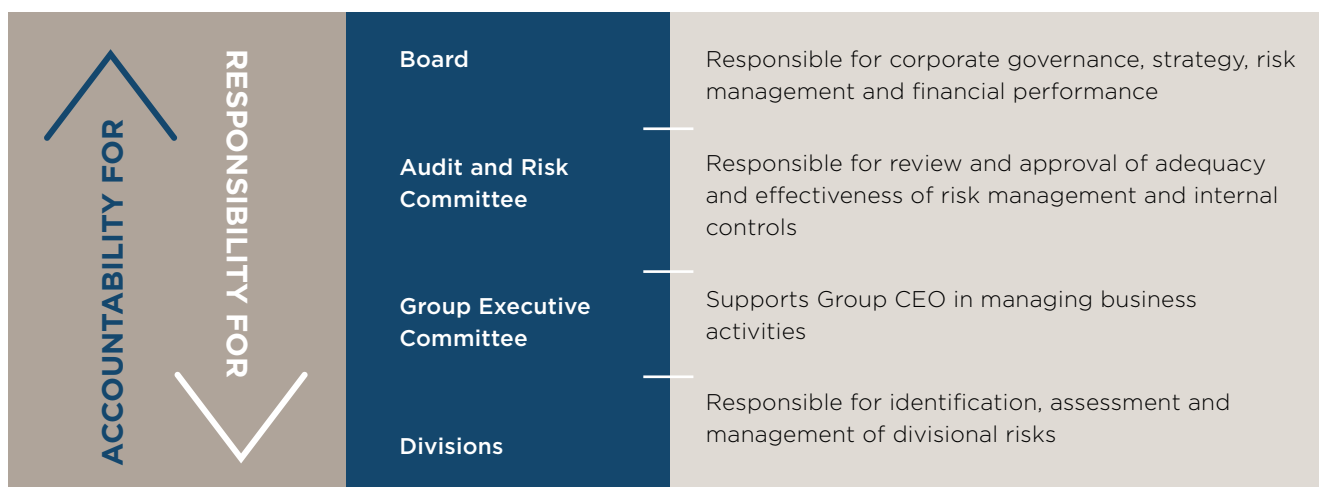 ACCOUNTABILITY FOR
RESPONSIBILITY FOR
Board
Responsible for corporate governance, strategy, risk
management and financial performance
Audit and Risk
Committee
Responsible for review and approval of adequacy
and effectiveness of risk management and internal
controls
Group Executive
Committee
Supports Group CEO in managing business
activities
Divisions
Responsible for identification, assessment and
management of divisional risks